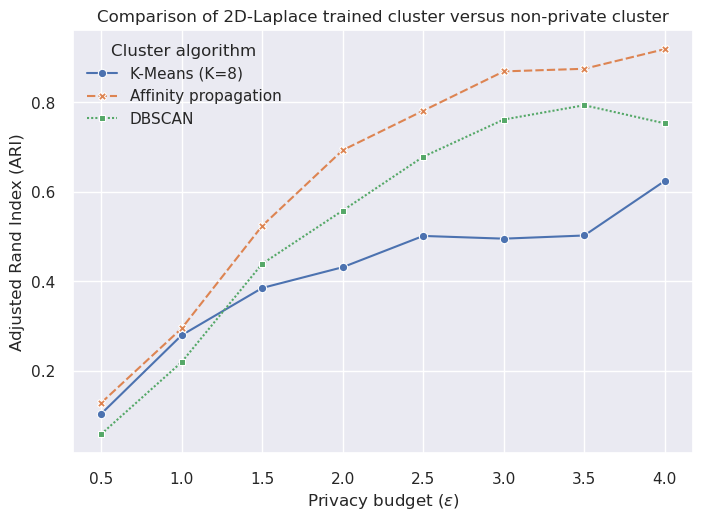 Comparison of 2D-Laplace trained cluster versus non-private cluster
Cluster algorithm
K-Means (K=8)
Affinity propagation
DBSCAN
Adjusted Rand Index (ARI)
0.8
0.6
0.4
0.2
0.5 1.0 1.5 2.0 2.5 3.0 3.5 4.0
Privacy budget (ε)